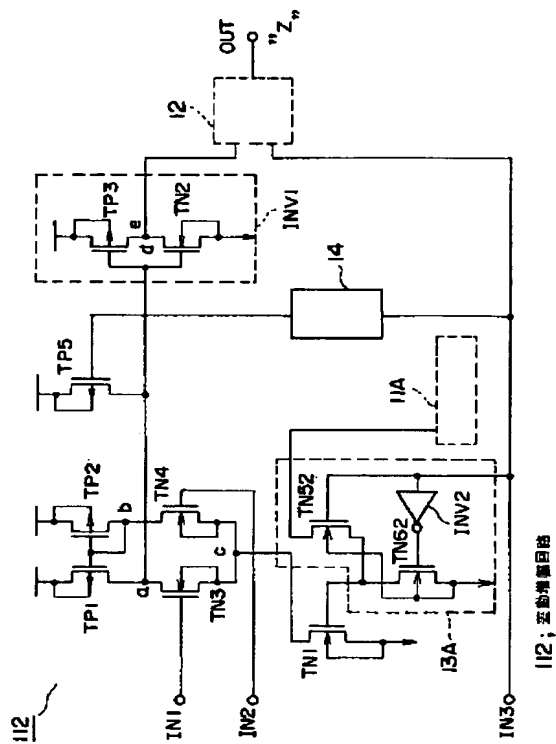 112
TP1
TP2
TP5
TP3
12
OUT
"Z"
a
b
d
e
TN3
TN4
TN2
c
INV1
IN1
IN2
14
TN1
TN52
11A
TN62
INV2
13A
IN3
112; 差動増幅回路